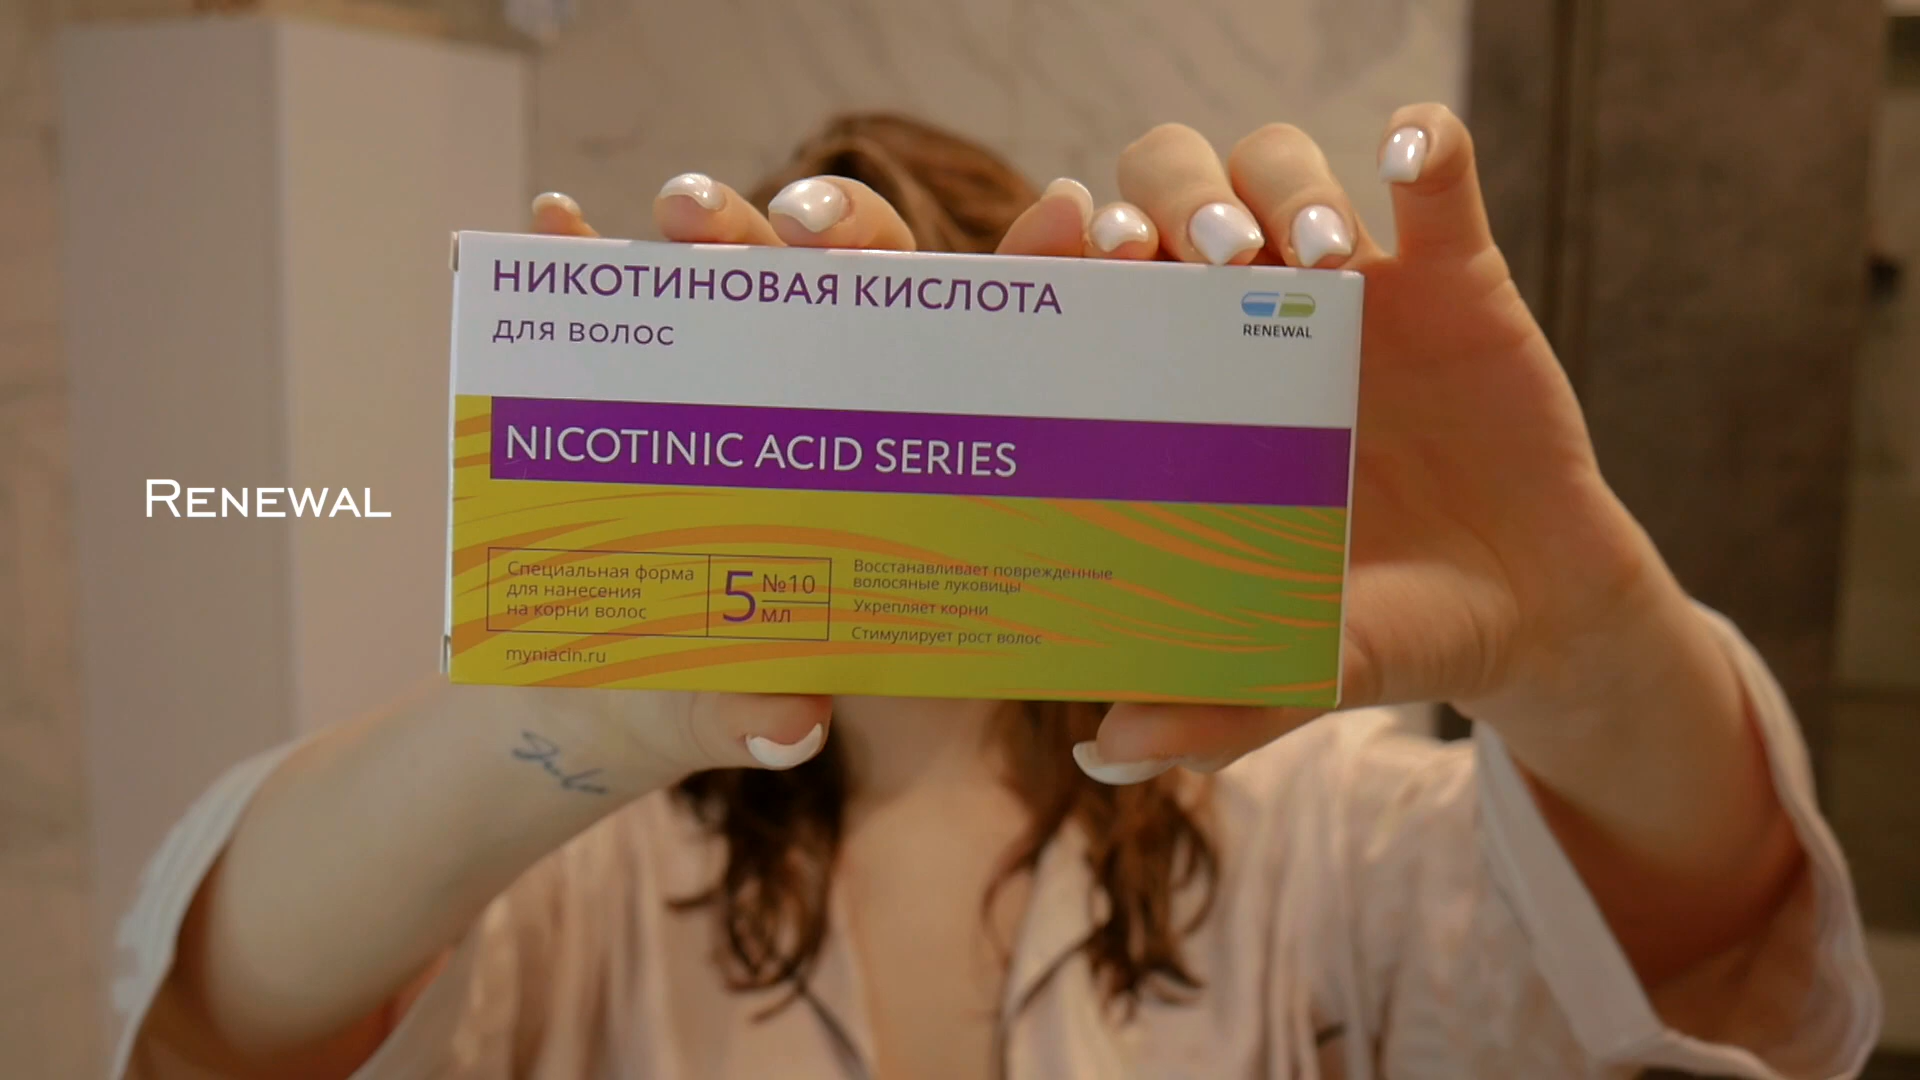 НИКОТИНОВАЯ КИСЛОТА
ДЛЯ ВОЛОС
RENEWAL
NICOTINIC ACID SERIES
RENEWAL
Специальная форма
для нанесения
на корни волос
5 №10
мл
Восстанавливает поврежденные
волосяные луковицы
Укрепляет корни
Стимулирует рост волос
myniacin.ru